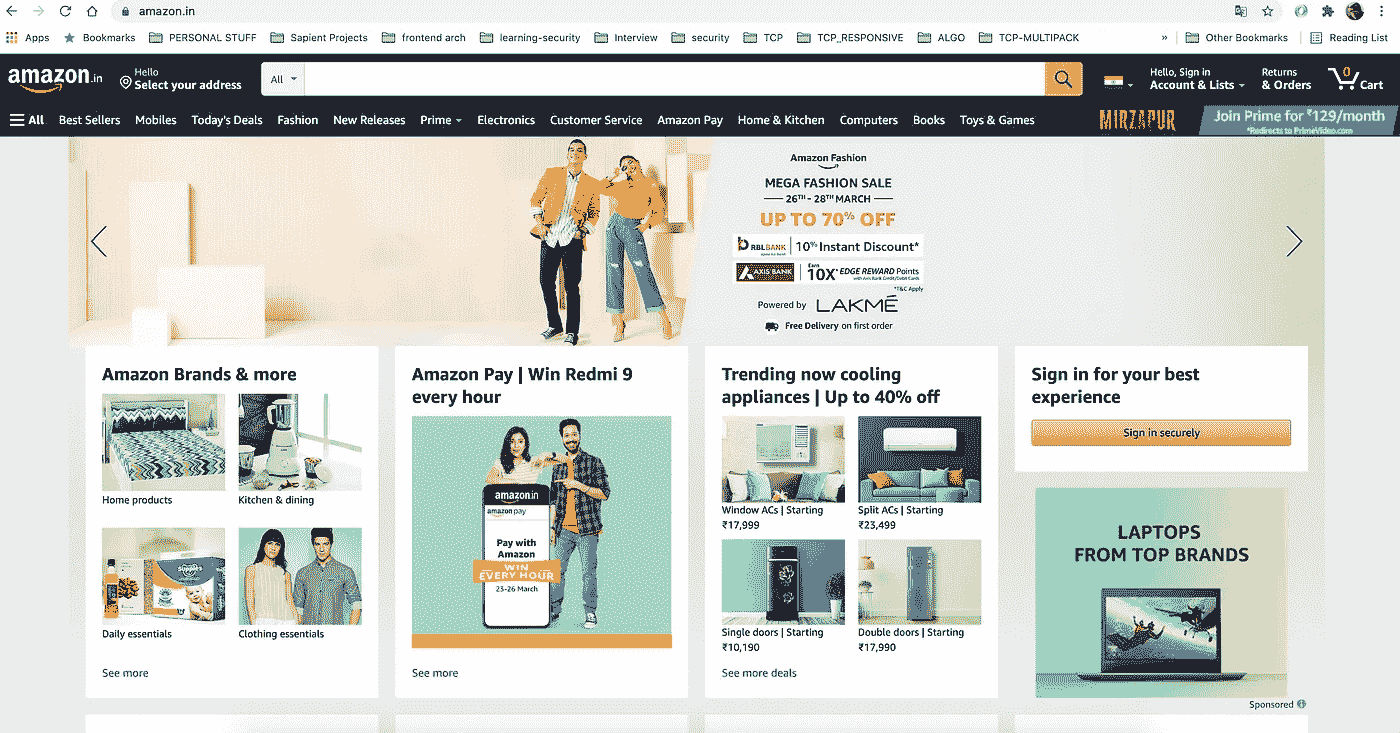 amazon.in
Apps Bookmarks PERSONAL STUFF Sapient Projects frontend arch learning-security Interview security TCP TCP_RESPONSIVE ALGO TCP-MULTIPACK » Other Bookmarks Reading List
amazon.in
Hello
Select your address
All
Hello, Sign in
Account & Lists
Returns
& Orders
0
Cart
All Best Sellers Mobiles Today's Deals Fashion New Releases Prime Electronics Customer Service Amazon Pay Home & Kitchen Computers Books Toys & Games
MIRZAPUR
Join Prime for ₹129/month
*Redirects to PrimeVideo.com
Amazon Fashion
MEGA FASHION SALE
26TH - 28TH MARCH
UP TO 70% OFF
RBLBANK 10% Instant Discount*
AXIS BANK Earn 10X* EDGE REWARD Points
with Axis Bank Credit/Debit Cards
*T&C Apply
Powered by LAKMÉ
Free Delivery on first order
Amazon Brands & more
Home products
Kitchen & dining
Daily essentials
Clothing essentials
See more
Amazon Pay | Win Redmi 9
every hour
amazon.in
amazon pay
Pay with
Amazon
WIN
EVERY HOUR
23-26 March
See more
Trending now cooling
appliances | Up to 40% off
Window ACs | Starting
₹17,999
Split ACs | Starting
₹23,499
Single doors | Starting
₹10,190
Double doors | Starting
₹17,990
See more deals
Sign in for your best
experience
Sign in securely
LAPTOPS
FROM TOP BRANDS
Sponsored